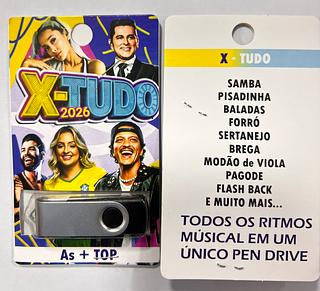 X-TUDO
2026
As + TOP
X - TUDO
SAMBA
PISADINHA
BALADAS
FORRÓ
SERTANEJO
BREGA
MODÃO de VIOLA
PAGODE
FLASH BACK
E MUITO MAIS...
TODOS OS RITMOS
MÚSICAL EM UM
ÚNICO PEN DRIVE